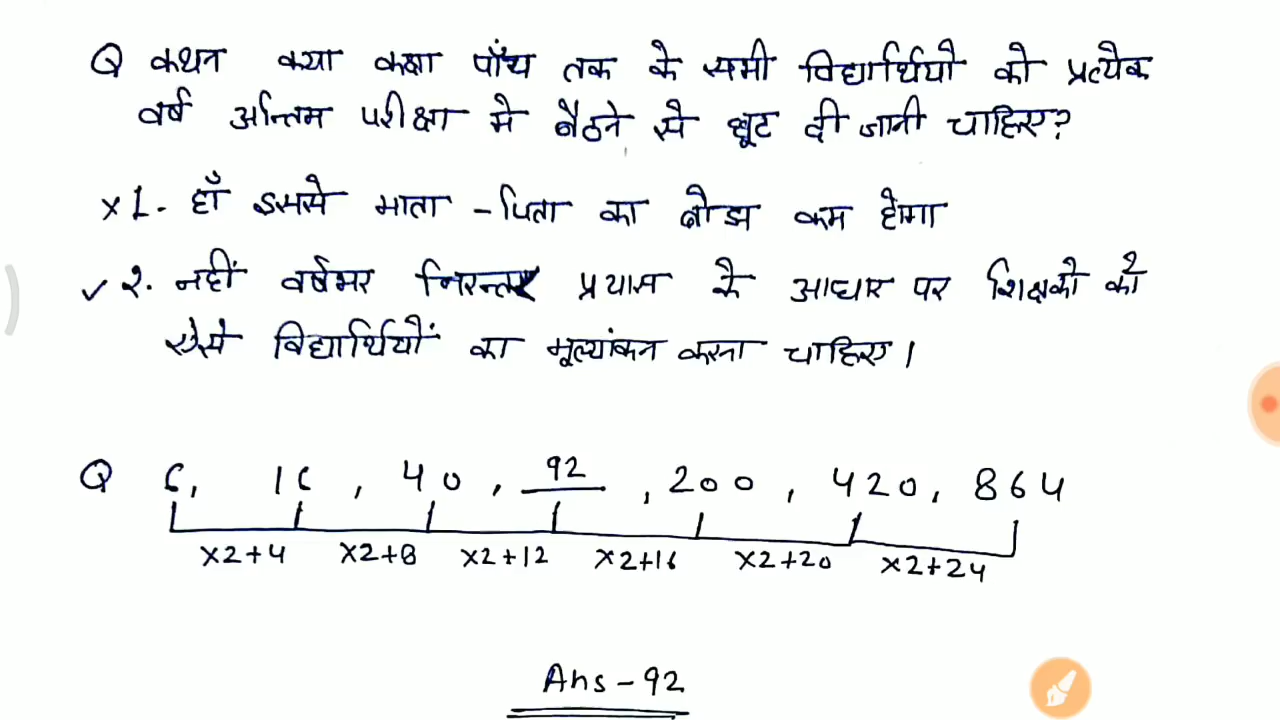 Q कथन क्या कक्षा पाँच तक के सभी विद्यार्थियो को प्रत्येक
वर्ष अन्तिम परीक्षा मे बैठने से छूट दी जानी चाहिए?
×1. हाँ इससे माता-पिता का बोझ कम होगा
✓2. नहीं वर्षभर निरन्तर प्रयास के आधार पर शिक्षको को
ऐसे विद्यार्थियों का मूल्यांकन करना चाहिए।
Q 6, 16, 40, 92, 200, 420, 864
×2+4 ×2+8 ×2+12 ×2+16 ×2+20 ×2+24
Ans-92